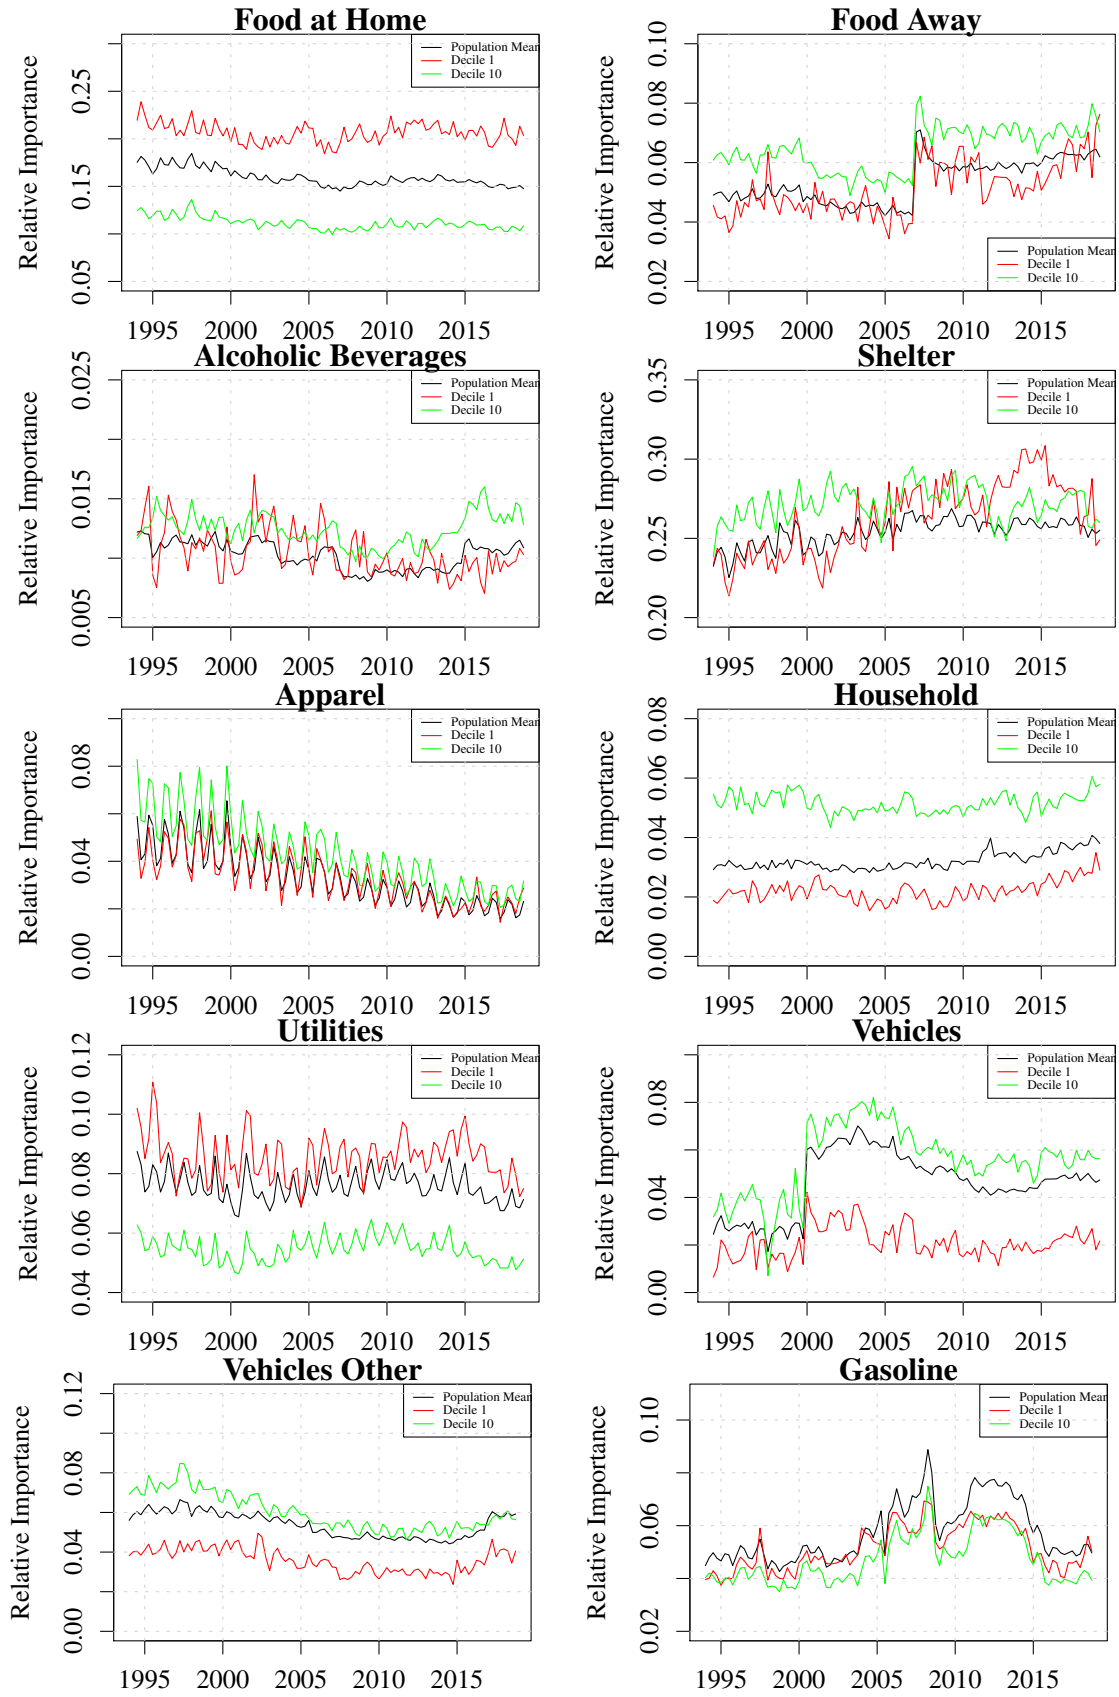 Food at Home
Relative Importance
0.05 0.15 0.25
Population Mean
Decile 1
Decile 10
1995 2000 2005 2010 2015
Food Away
Relative Importance
0.02 0.04 0.06 0.08 0.10
Population Mean
Decile 1
Decile 10
1995 2000 2005 2010 2015
Alcoholic Beverages
Relative Importance
0.005 0.015 0.025
Population Mean
Decile 1
Decile 10
1995 2000 2005 2010 2015
Shelter
Relative Importance
0.20 0.25 0.30 0.35
Population Mean
Decile 1
Decile 10
1995 2000 2005 2010 2015
Apparel
Relative Importance
0.00 0.04 0.08
Population Mean
Decile 1
Decile 10
1995 2000 2005 2010 2015
Household
Relative Importance
0.00 0.02 0.04 0.06 0.08
Population Mean
Decile 1
Decile 10
1995 2000 2005 2010 2015
Utilities
Relative Importance
0.04 0.06 0.08 0.10 0.12
Population Mean
Decile 1
Decile 10
1995 2000 2005 2010 2015
Vehicles
Relative Importance
0.00 0.04 0.08
Population Mean
Decile 1
Decile 10
1995 2000 2005 2010 2015
Vehicles Other
Relative Importance
0.00 0.04 0.08 0.12
Population Mean
Decile 1
Decile 10
1995 2000 2005 2010 2015
Gasoline
Relative Importance
0.02 0.06 0.10
Population Mean
Decile 1
Decile 10
1995 2000 2005 2010 2015